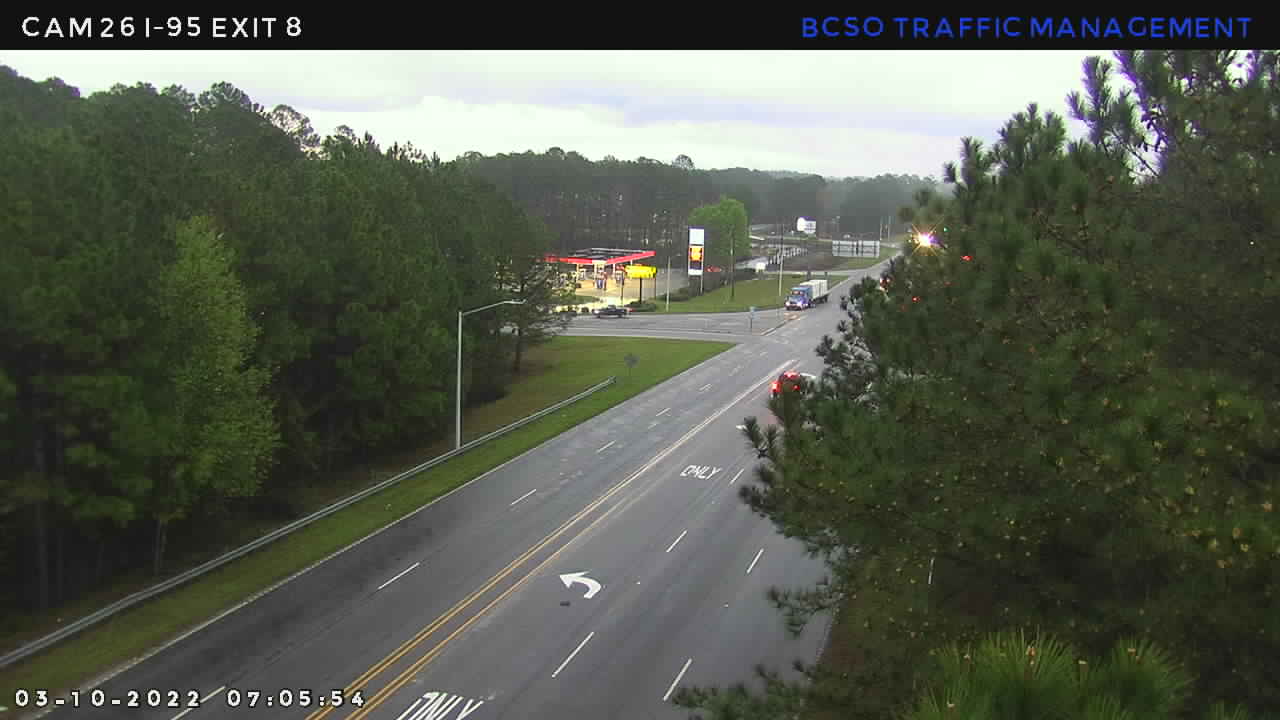 CAM 26 I-95 EXIT 8
BCSO TRAFFIC MANAGEMENT
ONLY
ONLY
03-10-2022 07:05:54